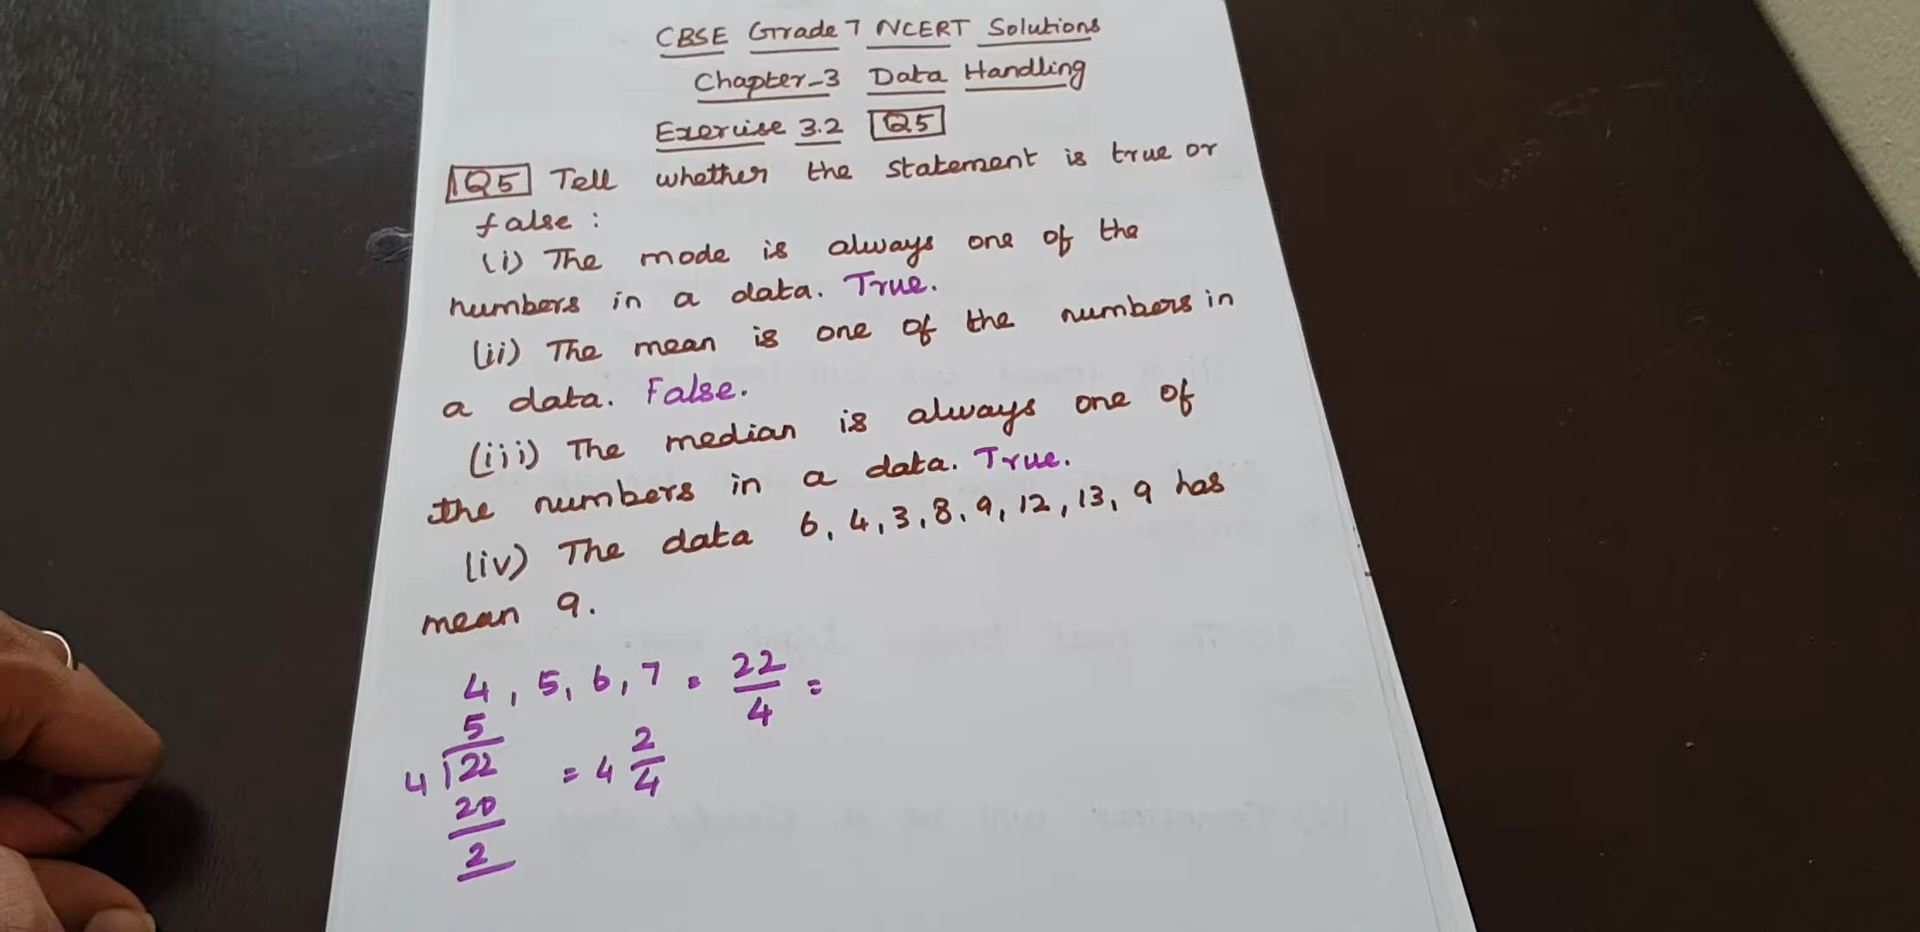 CBSE Grade 7 NCERT Solutions
Chapter-3 Data Handling
Exercise 3.2 Q5
Q5 Tell whether the statement is true or
false :
(i) The mode is always one of the
numbers in a data. True.
(ii) The mean is one of the numbers in
a data. False.
(iii) The median is always one of
the numbers in a data. True.
(iv) The data 6, 4, 3, 8, 9, 12, 13, 9 has
mean 9.
4, 5, 6, 7 = 22/4 =
5
4 22 = 4 2/4
20
2